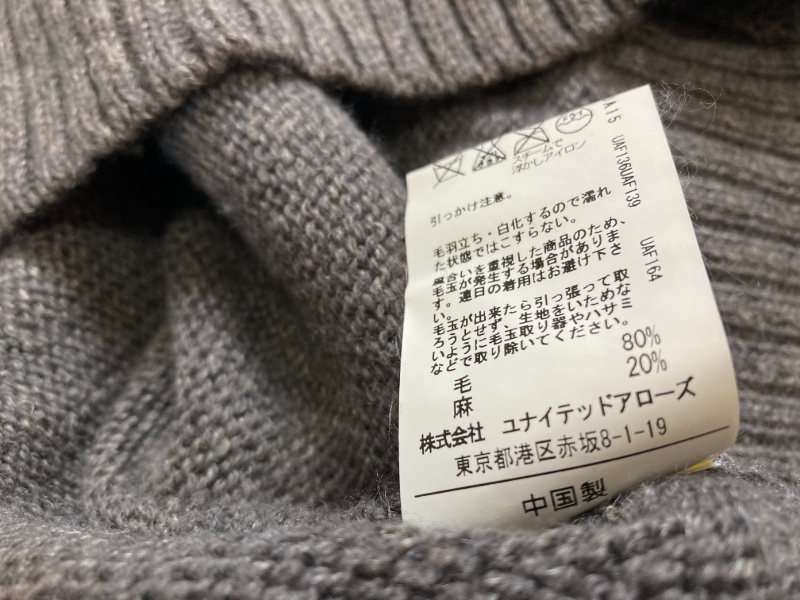 A15
UAF136UAF139
UAF164
スチームで
浮かしアイロン
引っかけ注意。
毛羽立ち・白化するので濡れ
た状態ではこすらない。
風合いを重視した商品のため、
毛玉が発生する場合がありま
す。連日の着用はお避け下さ
い。
毛玉が出来たら引っ張って取
ろうとせず、生地をいためな
いように毛玉取り器やハサミ
などで取り除いてください。
毛 80%
麻 20%
株式会社 ユナイテッドアローズ
東京都港区赤坂8-1-19
中国製